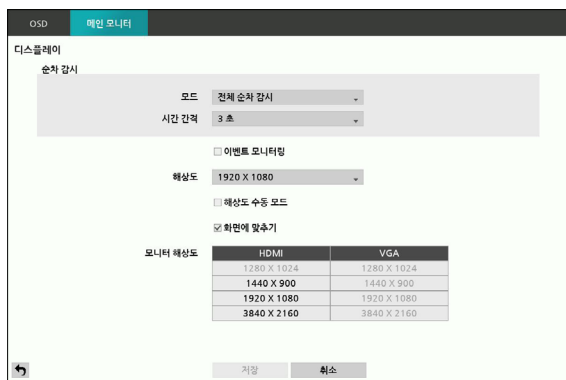 OSD 메인 모니터
디스플레이
순차 감시
모드 전체 순차 감시
시간 간격 3 초
이벤트 모니터링
해상도 1920 X 1080
해상도 수동 모드
화면에 맞추기
모니터 해상도 HDMI VGA
1280 X 1024 1280 X 1024
1440 X 900 1440 X 900
1920 X 1080 1920 X 1080
3840 X 2160 3840 X 2160
저장 취소